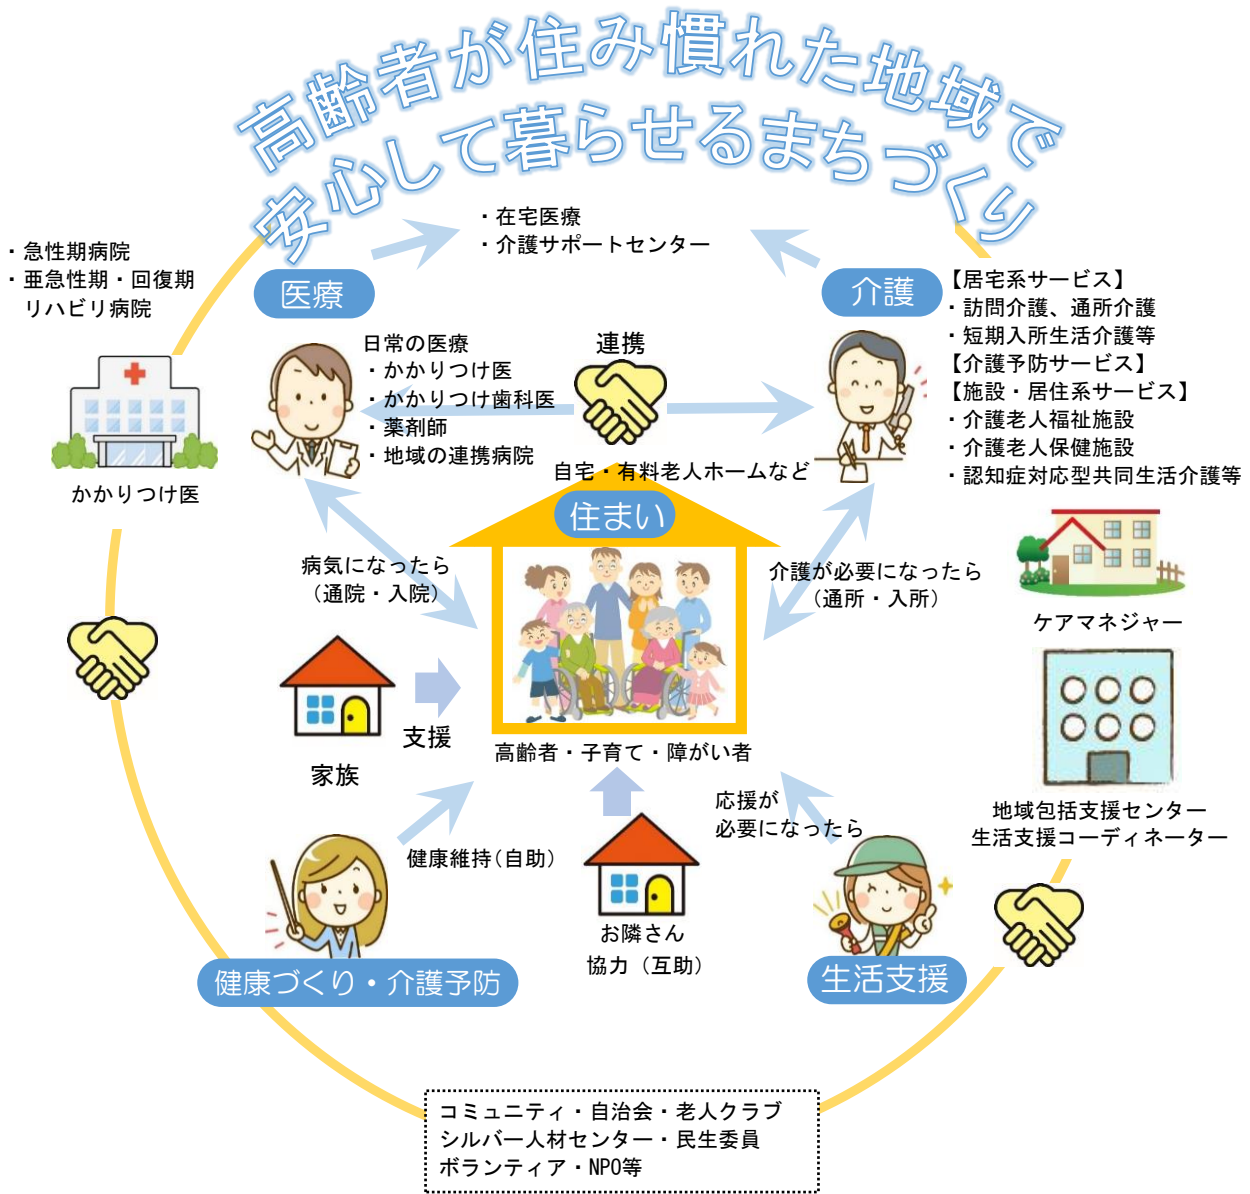 高齢者が住み慣れた地域で
安心して暮らせるまちづくり
・在宅医療
・介護サポートセンター
・急性期病院
・亜急性期・回復期
リハビリ病院
かかりつけ医
医療
日常の医療
・かかりつけ医
・かかりつけ歯科医
・薬剤師
・地域の連携病院
連携
介護
【居宅系サービス】
・訪問介護、通所介護
・短期入所生活介護等
【介護予防サービス】
【施設・居住系サービス】
・介護老人福祉施設
・介護老人保健施設
・認知症対応型共同生活介護等
自宅・有料老人ホームなど
住まい
病気になったら
（通院・入院）
介護が必要になったら
（通所・入所）
ケアマネジャー
支援
家族
高齢者・子育て・障がい者
地域包括支援センター
生活支援コーディネーター
応援が
必要になったら
健康維持(自助)
お隣さん
協力（互助）
健康づくり・介護予防
生活支援
コミュニティ・自治会・老人クラブ
シルバー人材センター・民生委員
ボランティア・NPO等